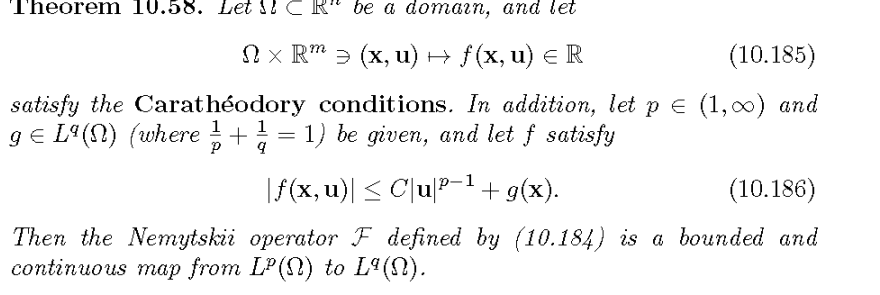 Theorem 10.58. Let Ω ⊂ ℝⁿ be a domain, and let
Ω × ℝᵐ ∋ (x, u) ↦ f(x, u) ∈ ℝ (10.185)
satisfy the Carathéodory conditions. In addition, let p ∈ (1, ∞) and
g ∈ L^q(Ω) (where 1/p + 1/q = 1) be given, and let f satisfy
|f(x, u)| ≤ C|u|^{p−1} + g(x). (10.186)
Then the Nemytskii operator ℱ defined by (10.184) is a bounded and
continuous map from L^p(Ω) to L^q(Ω).